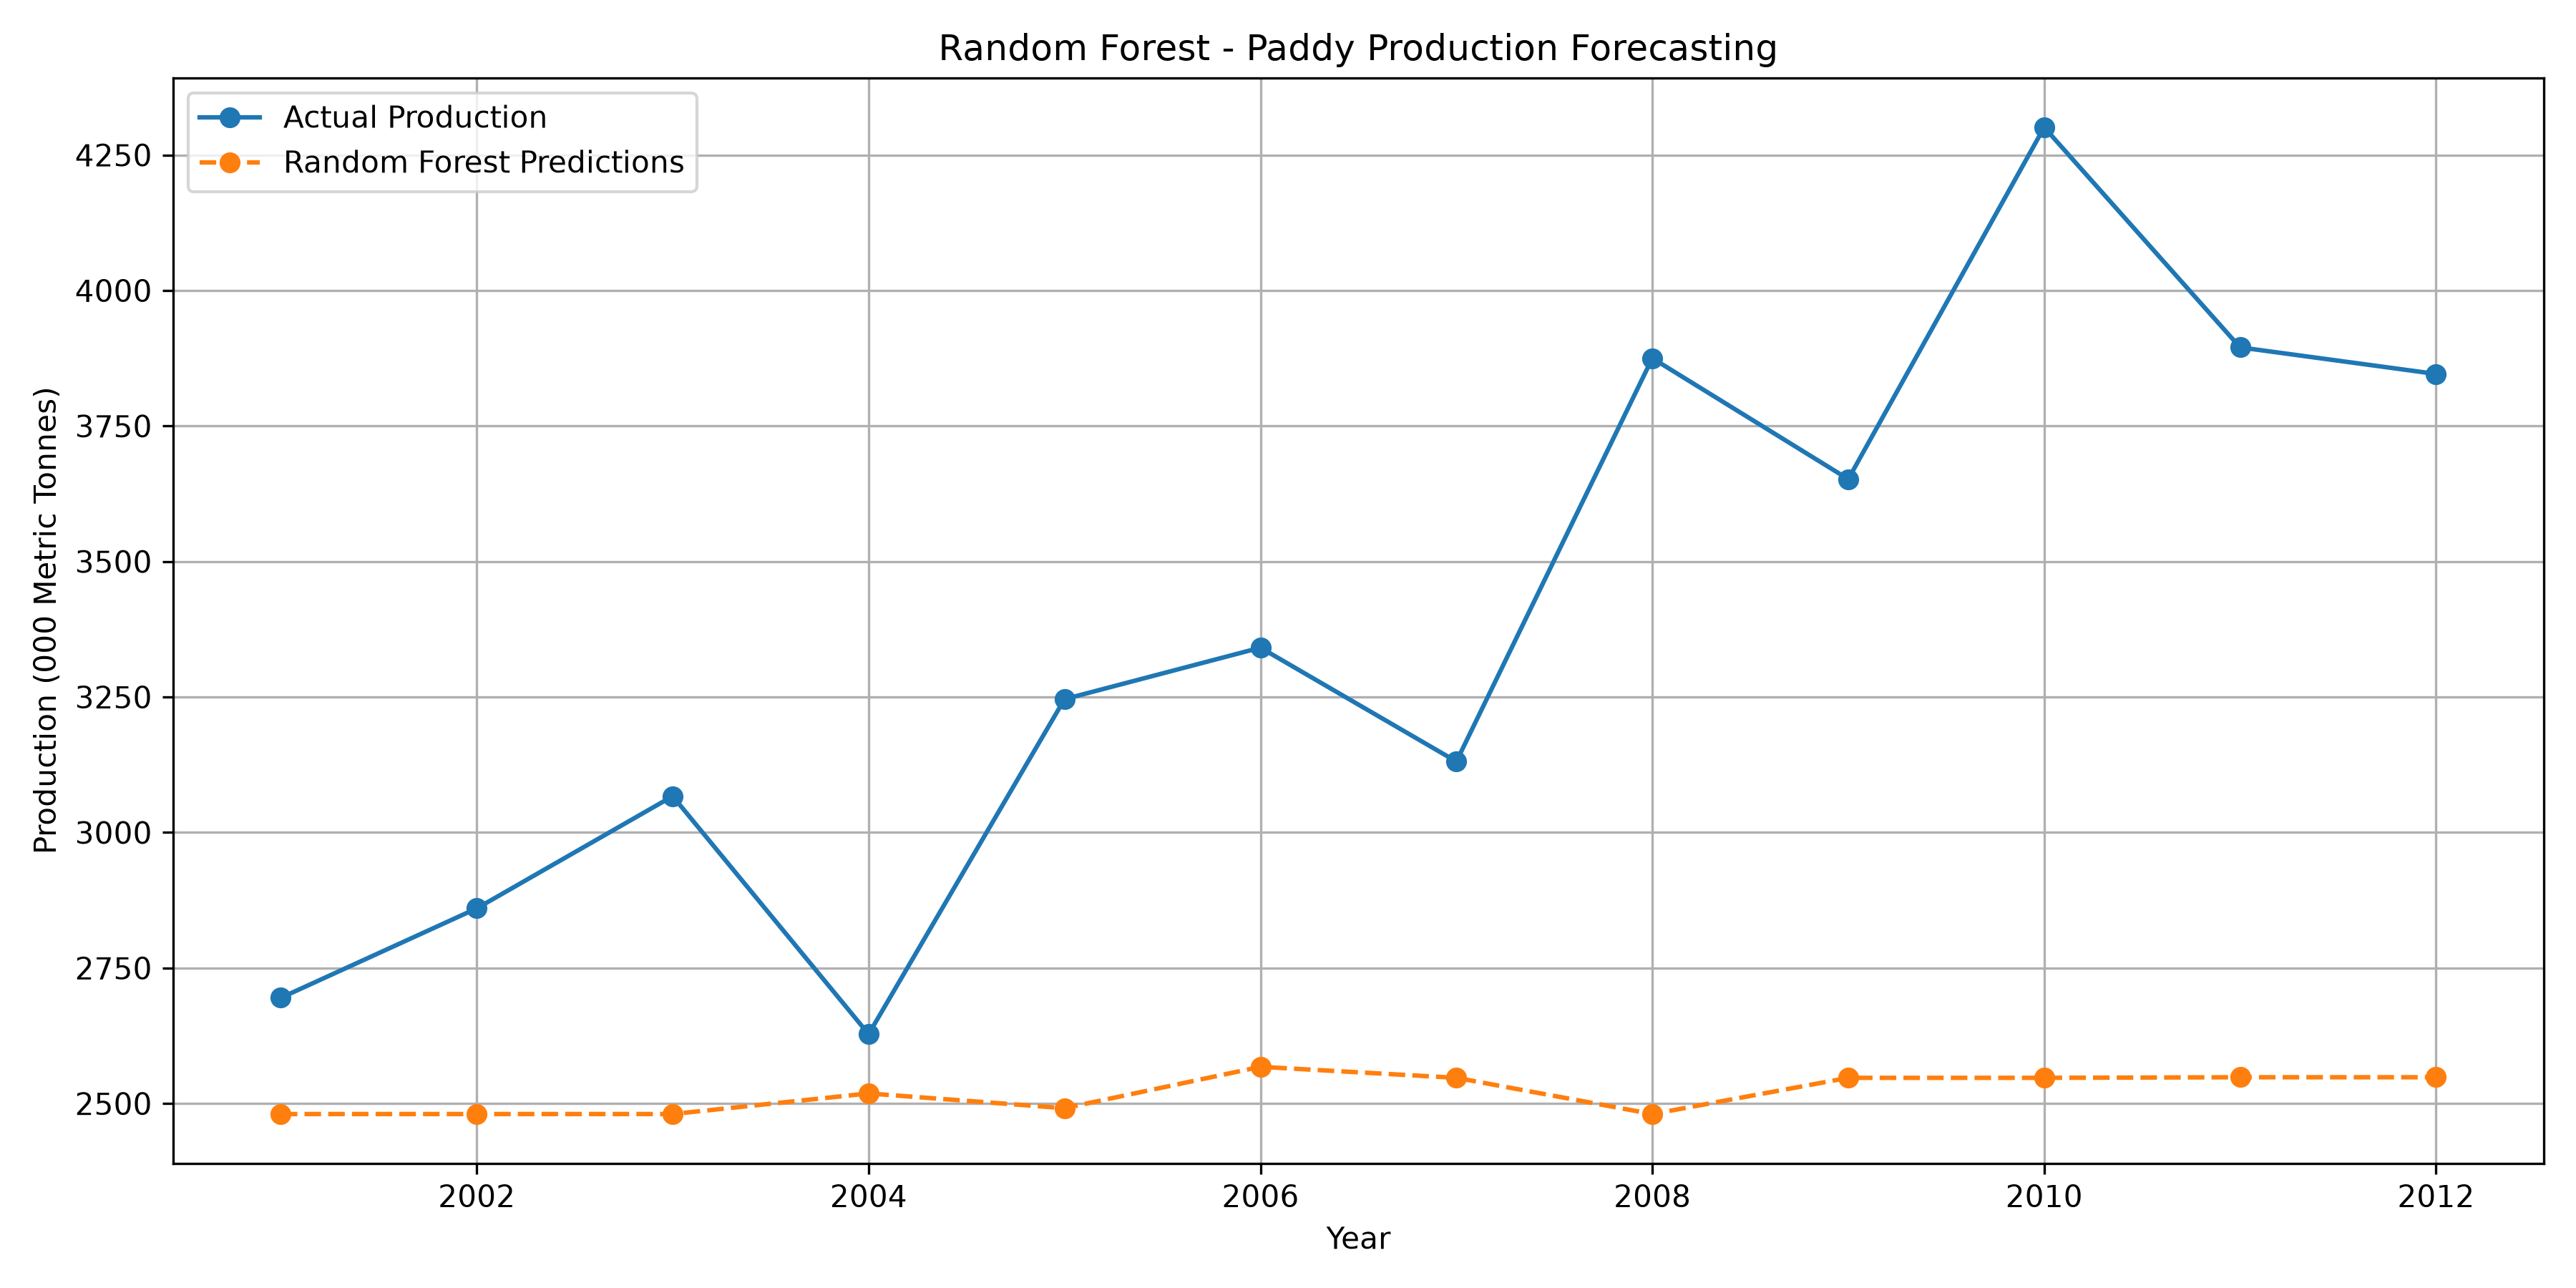 Random Forest - Paddy Production Forecasting
Actual Production
Random Forest Predictions
Production (000 Metric Tonnes)
4250
4000
3750
3500
3250
3000
2750
2500
2002 2004 2006 2008 2010 2012
Year